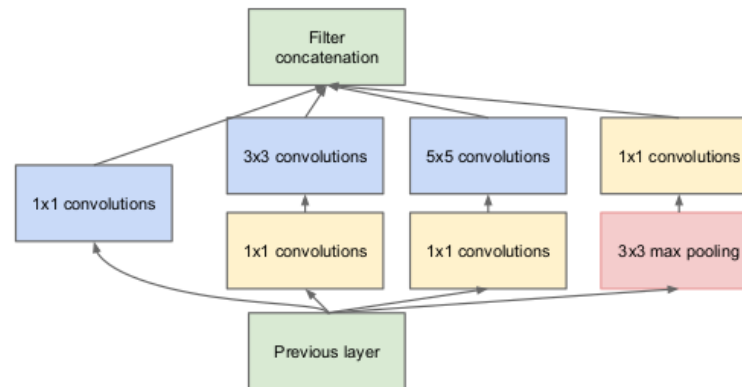 Filter
concatenation
3x3 convolutions
5x5 convolutions
1x1 convolutions
1x1 convolutions
1x1 convolutions
1x1 convolutions
3x3 max pooling
Previous layer